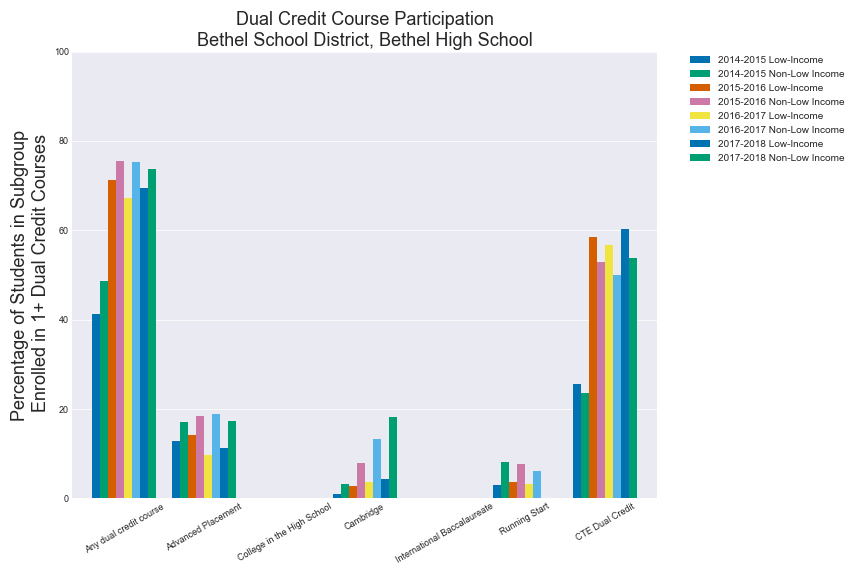 Dual Credit Course Participation
Bethel School District, Bethel High School
Percentage of Students in Subgroup
Enrolled in 1+ Dual Credit Courses
100
80
60
40
20
0
Any dual credit course
Advanced Placement
College in the High School
Cambridge
International Baccalaureate
Running Start
CTE Dual Credit
2014-2015 Low-Income
2014-2015 Non-Low Income
2015-2016 Low-Income
2015-2016 Non-Low Income
2016-2017 Low-Income
2016-2017 Non-Low Income
2017-2018 Low-Income
2017-2018 Non-Low Income